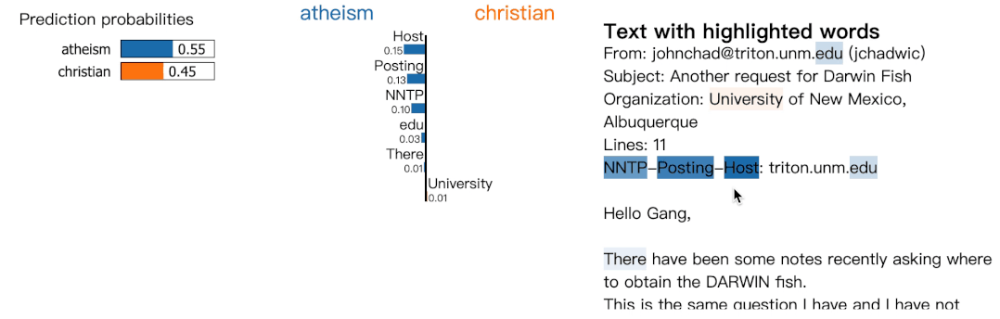 Prediction probabilities
atheism 0.55
christian 0.45
atheism christian
Host
0.15
Posting
0.13
NNTP
0.10
edu
0.03
There
0.01
University
0.01
Text with highlighted words
From: johnchad@triton.unm.edu (jchadwic)
Subject: Another request for Darwin Fish
Organization: University of New Mexico,
Albuquerque
Lines: 11
NNTP-Posting-Host: triton.unm.edu
Hello Gang,
There have been some notes recently asking where
to obtain the DARWIN fish.
This is the same question I have and I have not